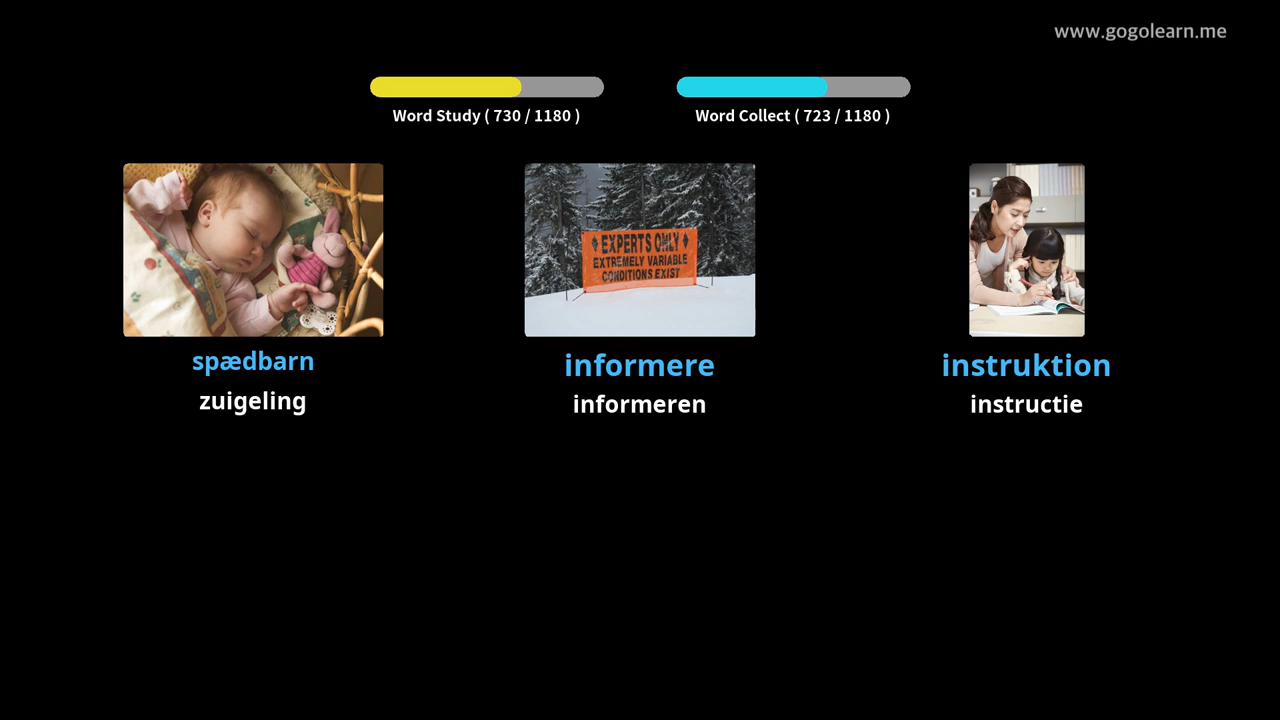 www.gogolearn.me
Word Study ( 730 / 1180 )
Word Collect ( 723 / 1180 )
EXPERTS ONLY
EXTREMELY VARIABLE
CONDITIONS EXIST
spædbarn
informere
instruktion
zuigeling
informeren
instructie